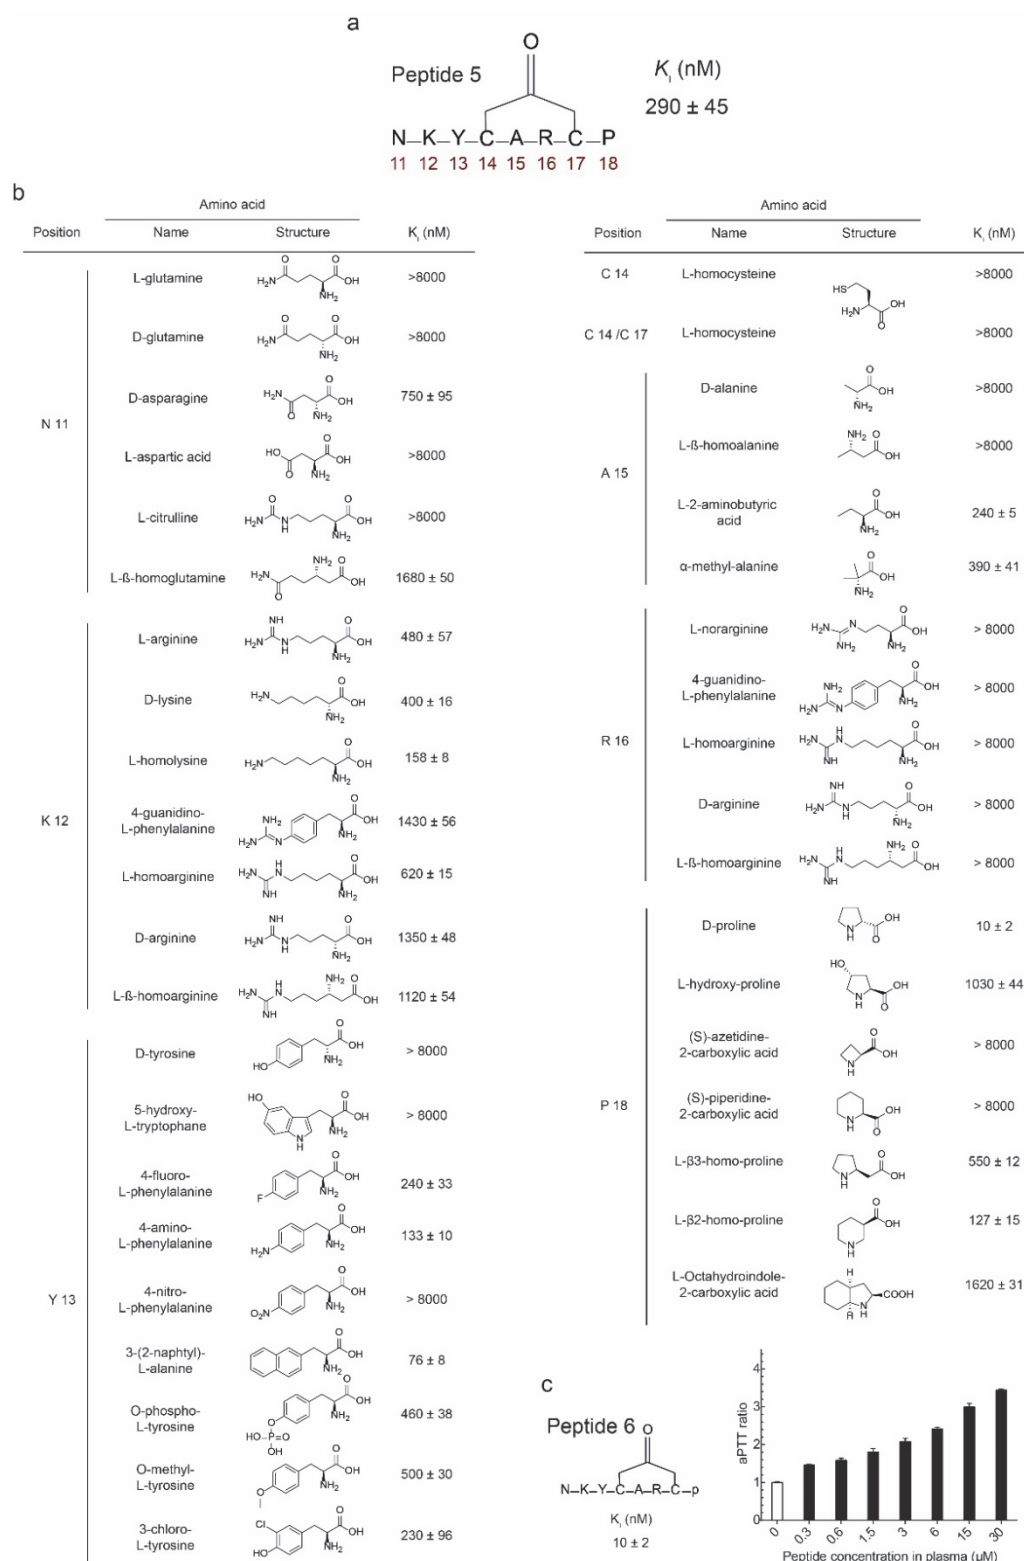 a
O
Peptide 5
Kᵢ (nM)
290 ± 45
N–K–Y–C–A–R–C–P
11 12 13 14 15 16 17 18
b
Amino acid
Position Name Structure Kᵢ (nM)
N 11
L-glutamine >8000
D-glutamine >8000
D-asparagine 750 ± 95
L-aspartic acid >8000
L-citrulline >8000
L-ß-homoglutamine 1680 ± 50
K 12
L-arginine 480 ± 57
D-lysine 400 ± 16
L-homolysine 158 ± 8
4-guanidino-
L-phenylalanine 1430 ± 56
L-homoarginine 620 ± 15
D-arginine 1350 ± 48
L-ß-homoarginine 1120 ± 54
Y 13
D-tyrosine > 8000
5-hydroxy-
L-tryptophane > 8000
4-fluoro-
L-phenylalanine 240 ± 33
4-amino-
L-phenylalanine 133 ± 10
4-nitro-
L-phenylalanine > 8000
3-(2-naphtyl)-
L-alanine 76 ± 8
O-phospho-
L-tyrosine 460 ± 38
O-methyl-
L-tyrosine 500 ± 30
3-chloro-
L-tyrosine 230 ± 96
Amino acid
Position Name Structure Kᵢ (nM)
C 14 L-homocysteine >8000
C 14 /C 17 L-homocysteine >8000
A 15
D-alanine >8000
L-ß-homoalanine >8000
L-2-aminobutyric
acid 240 ± 5
α-methyl-alanine 390 ± 41
R 16
L-norarginine > 8000
4-guanidino-
L-phenylalanine > 8000
L-homoarginine > 8000
D-arginine > 8000
L-ß-homoarginine > 8000
P 18
D-proline 10 ± 2
L-hydroxy-proline 1030 ± 44
(S)-azetidine-
2-carboxylic acid > 8000
(S)-piperidine-
2-carboxylic acid > 8000
L-β3-homo-proline 550 ± 12
L-β2-homo-proline 127 ± 15
L-Octahydroindole-
2-carboxylic acid 1620 ± 31
c
Peptide 6
O
N–K–Y–C–A–R–C–p
Kᵢ (nM)
10 ± 2
aPTT ratio
4
3
2
1
0
0 0.3 0.6 1.5 3 6 15 30
Peptide concentration in plasma (µM)